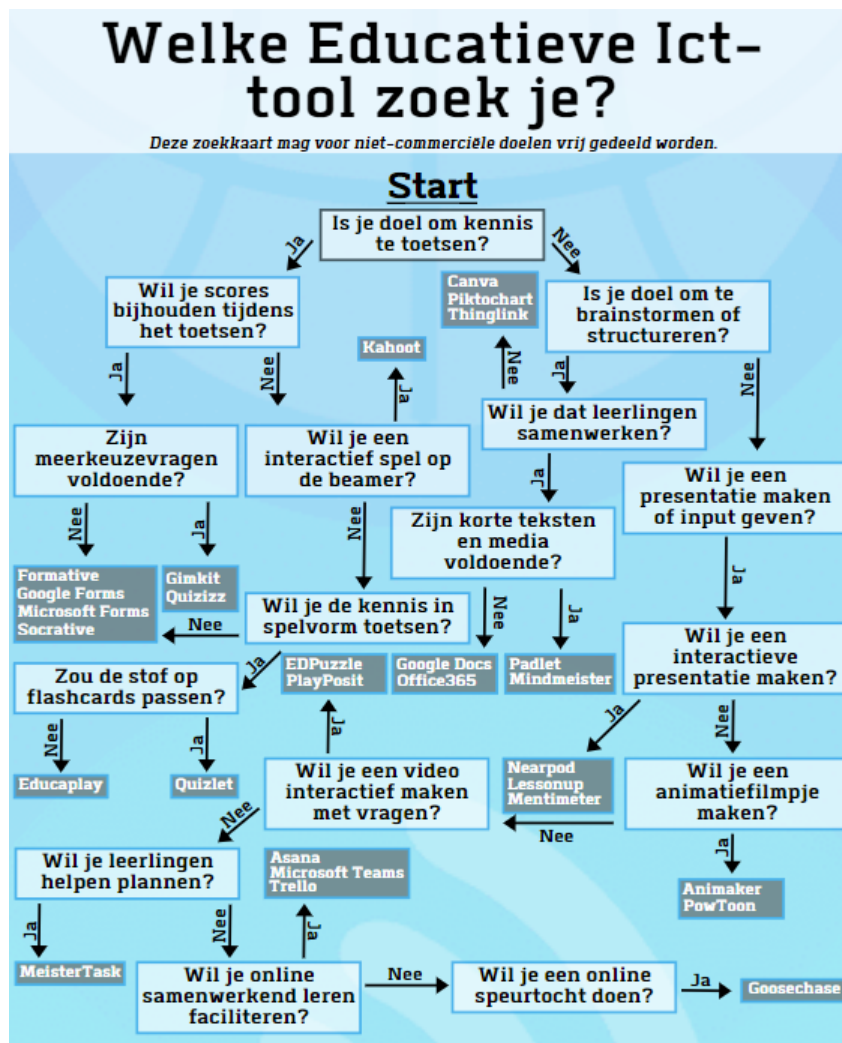 Welke Educatieve Ict-
tool zoek je?
Deze zoekkaart mag voor niet-commerciële doelen vrij gedeeld worden.
Start
Is je doel om kennis
te toetsen?
Ja
Nee
Wil je scores
bijhouden tijdens
het toetsen?
Canva
Piktochart
Thinglink
Is je doel om te
brainstormen of
structureren?
Kahoot
Ja
Nee
Ja
Nee
Ja
Nee
Wil je dat leerlingen
samenwerken?
Zijn
meerkeuzevragen
voldoende?
Wil je een
interactief spel op
de beamer?
Ja
Wil je een
presentatie maken
of input geven?
Nee
Ja
Nee
Zijn korte teksten
en media
voldoende?
Ja
Formative
Google Forms
Microsoft Forms
Socrative
Gimkit
Quizizz
Nee
Wil je de kennis in
spelvorm toetsen?
Nee
Ja
Wil je een
interactieve
presentatie maken?
Ja
Zou de stof op
flashcards passen?
EDPuzzle
PlayPosit
Google Docs
Office365
Padlet
Mindmeister
Nee
Ja
Ja
Ja
Nee
Educaplay
Quizlet
Wil je een video
interactief maken
met vragen?
Nearpod
Lessonup
Mentimeter
Wil je een
animatiefilmpje
maken?
Nee
Nee
Ja
Wil je leerlingen
helpen plannen?
Asana
Microsoft Teams
Trello
Animaker
PowToon
Ja
Nee
Ja
MeisterTask
Wil je online
samenwerkend leren
faciliteren?
Nee
Wil je een online
speurtocht doen?
Ja
Goosechase